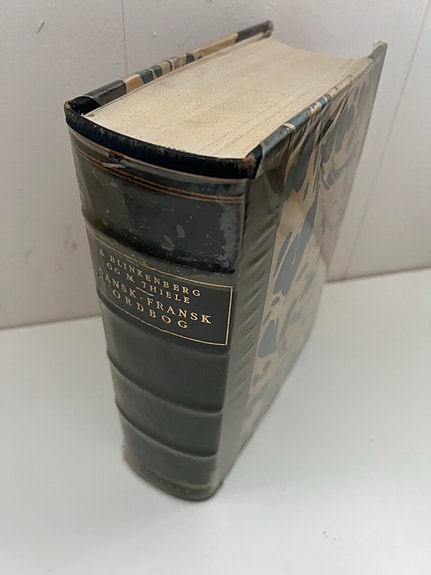 A. BLINKENBERG
OG M. THIELE
DANSK-FRANSK
ORDBOG